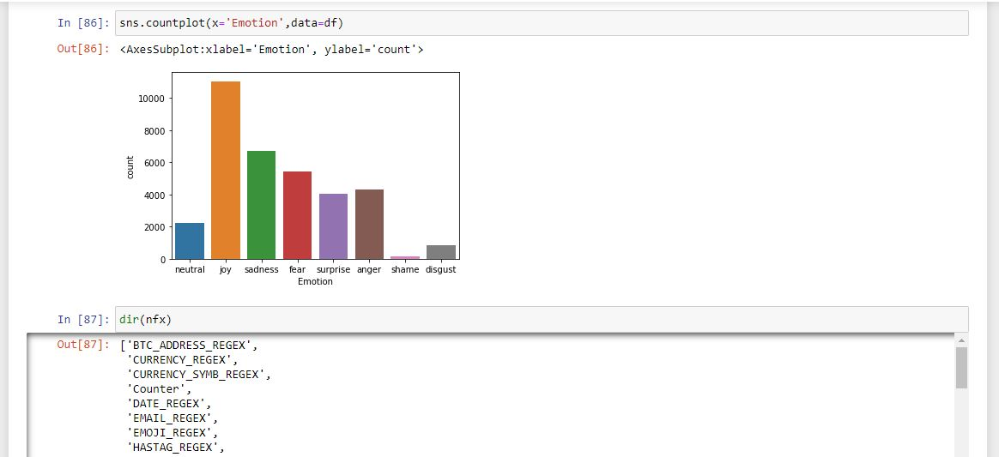 In [86]: sns.countplot(x='Emotion',data=df)
Out[86]: <AxesSubplot:xlabel='Emotion', ylabel='count'>
10000
8000
6000
4000
2000
0
count
neutral joy sadness fear surprise anger shame disgust
Emotion
In [87]: dir(nfx)
Out[87]: ['BTC_ADDRESS_REGEX',
'CURRENCY_REGEX',
'CURRENCY_SYMB_REGEX',
'Counter',
'DATE_REGEX',
'EMAIL_REGEX',
'EMOJI_REGEX',
'HASTAG_REGEX',